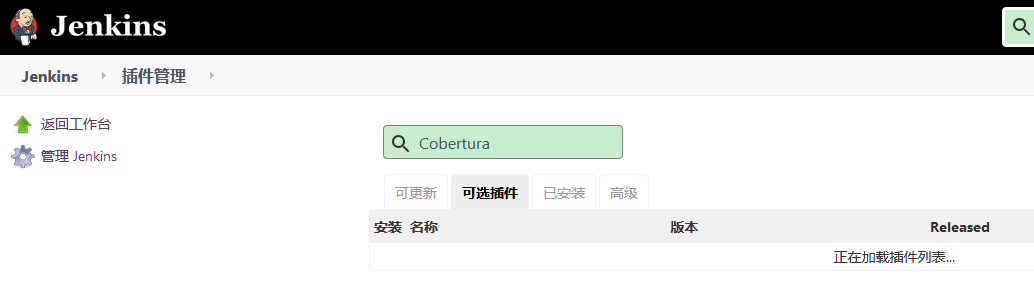 Jenkins
Jenkins 插件管理
返回工作台
管理 Jenkins
Cobertura
可更新 可选插件 已安装 高级
安装 名称 版本 Released
正在加载插件列表...